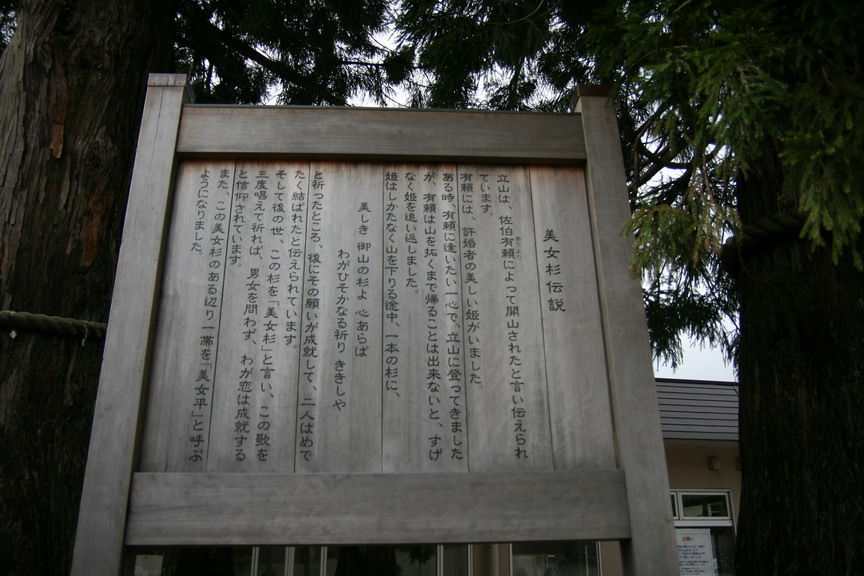 美女杉伝説
立山は、佐伯有頼によって開山されたと言い伝えられ
ています。
有頼には、許婚者の美しい姫がいました。
ある時、有頼に逢いたい一心で、立山に登ってきました
が、有頼は山を拓くまで帰ることは出来ないと、すげ
なく姫を追い返しました。
姫はしかたなく山を下りる途中、一本の杉に、
美しき 御山の杉よ 心あらば
わがひそかなる祈り ききしや
と祈ったところ、後にその願いが成就して、二人はめで
たく結ばれたと伝えられています。
そして後の世、この杉を「美女杉」と言い、この歌を
三度唱えて祈れば、男女を問わず、わが恋は成就する
と信仰されています。
また、この美女杉のある辺り一帯を「美女平」と呼ぶ
ようになりました。